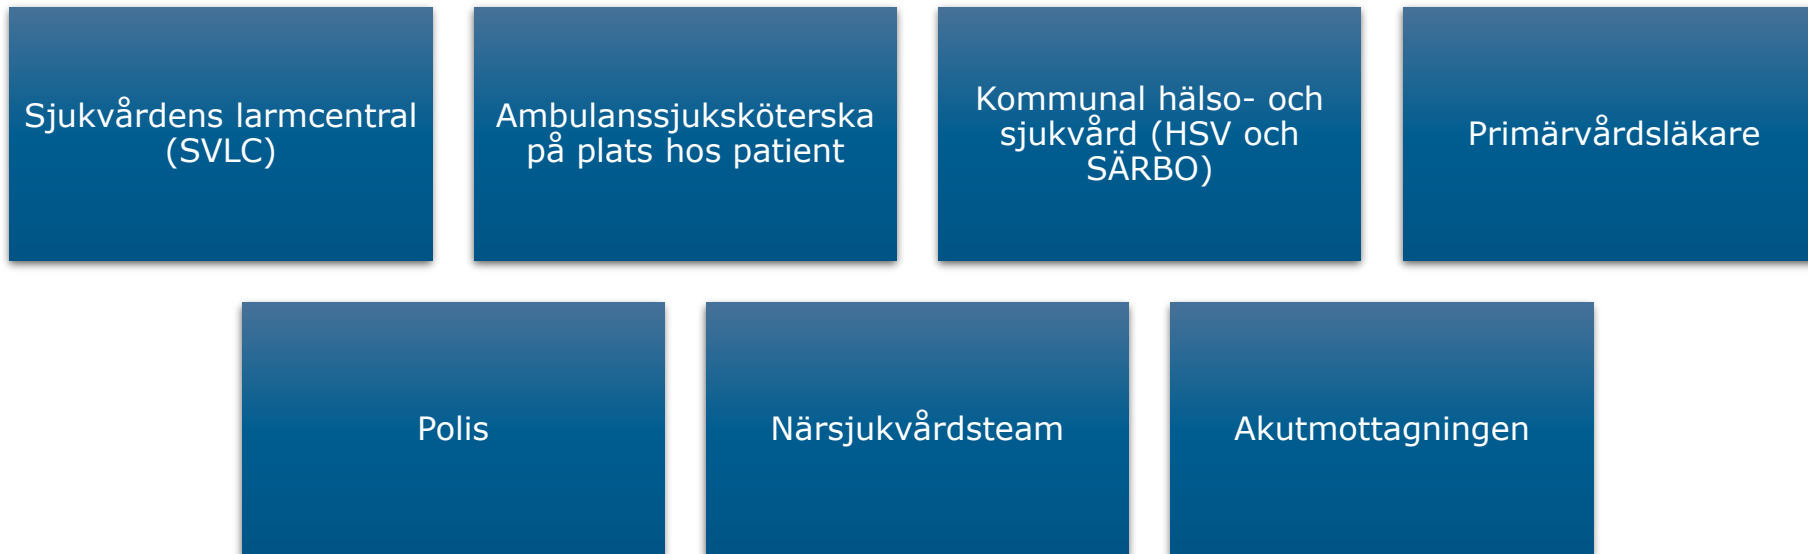 Sjukvårdens larmcentral
(SVLC)
Ambulanssjuksköterska
på plats hos patient
Kommunal hälso- och
sjukvård (HSV och
SÄRBO)
Primärvårdsläkare
Polis
Närsjukvårdsteam
Akutmottagningen